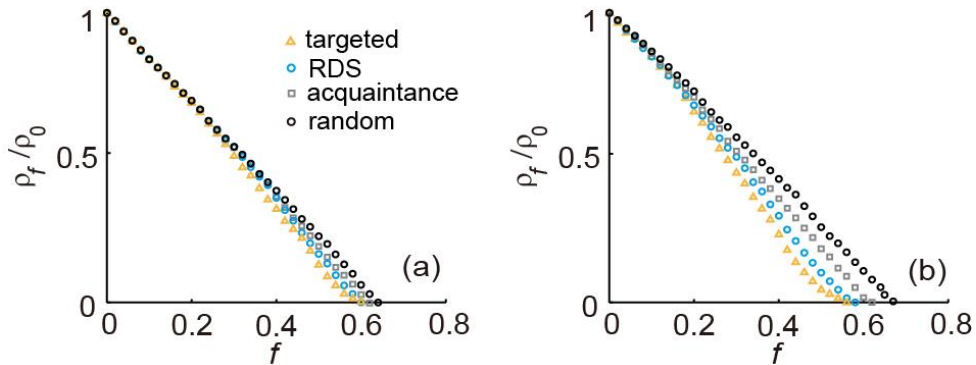 1
targeted
RDS
acquaintance
random
ρf /ρ0
0.5
(a)
0
0 0.2 0.4 0.6 0.8
f
1
ρf /ρ0
0.5
(b)
0
0 0.2 0.4 0.6 0.8
f